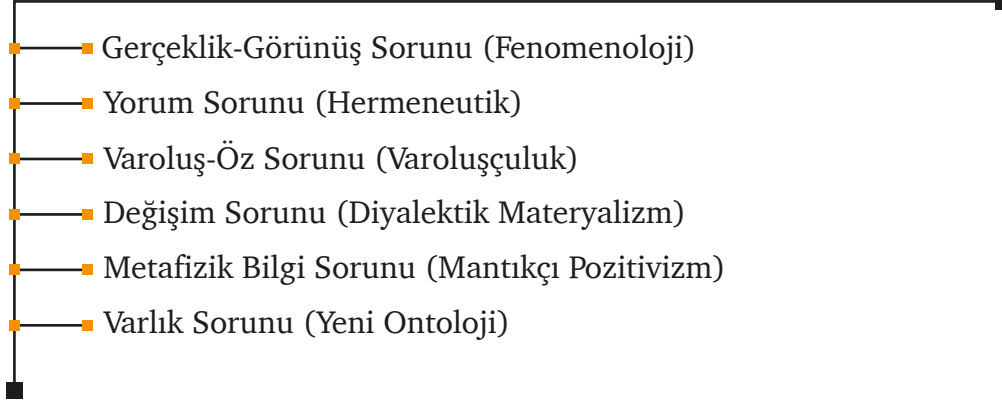 Gerçeklik-Görünüş Sorunu (Fenomenoloji)
Yorum Sorunu (Hermeneutik)
Varoluş-Öz Sorunu (Varoluşçuluk)
Değişim Sorunu (Diyalektik Materyalizm)
Metafizik Bilgi Sorunu (Mantıkçı Pozitivizm)
Varlık Sorunu (Yeni Ontoloji)